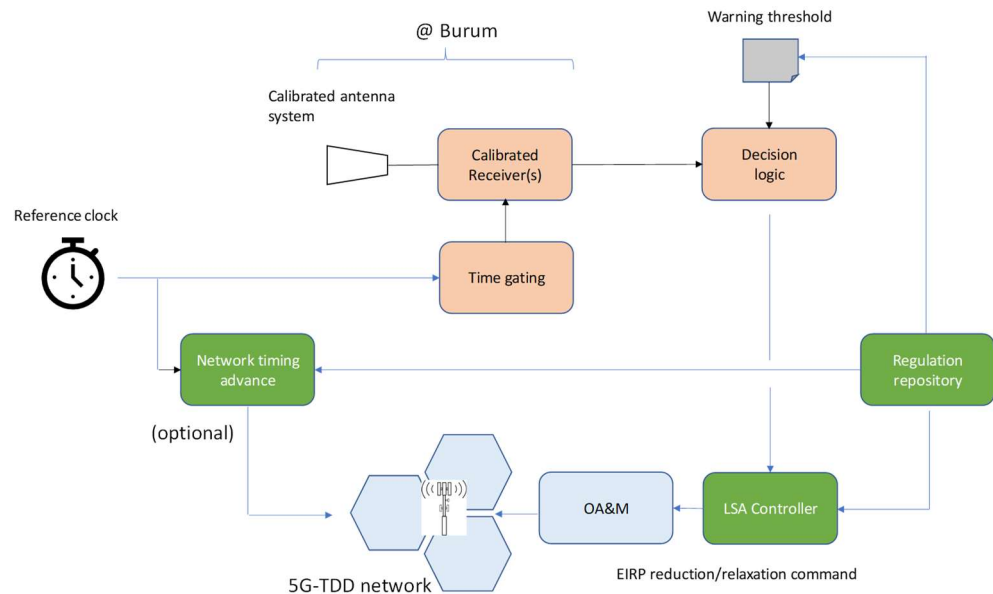 Warning threshold
@ Burum
Calibrated antenna
system
Calibrated
Receiver(s)
Decision
logic
Reference clock
Time gating
Network timing
advance
Regulation
repository
(optional)
OA&M
LSA Controller
EIRP reduction/relaxation command
5G-TDD network